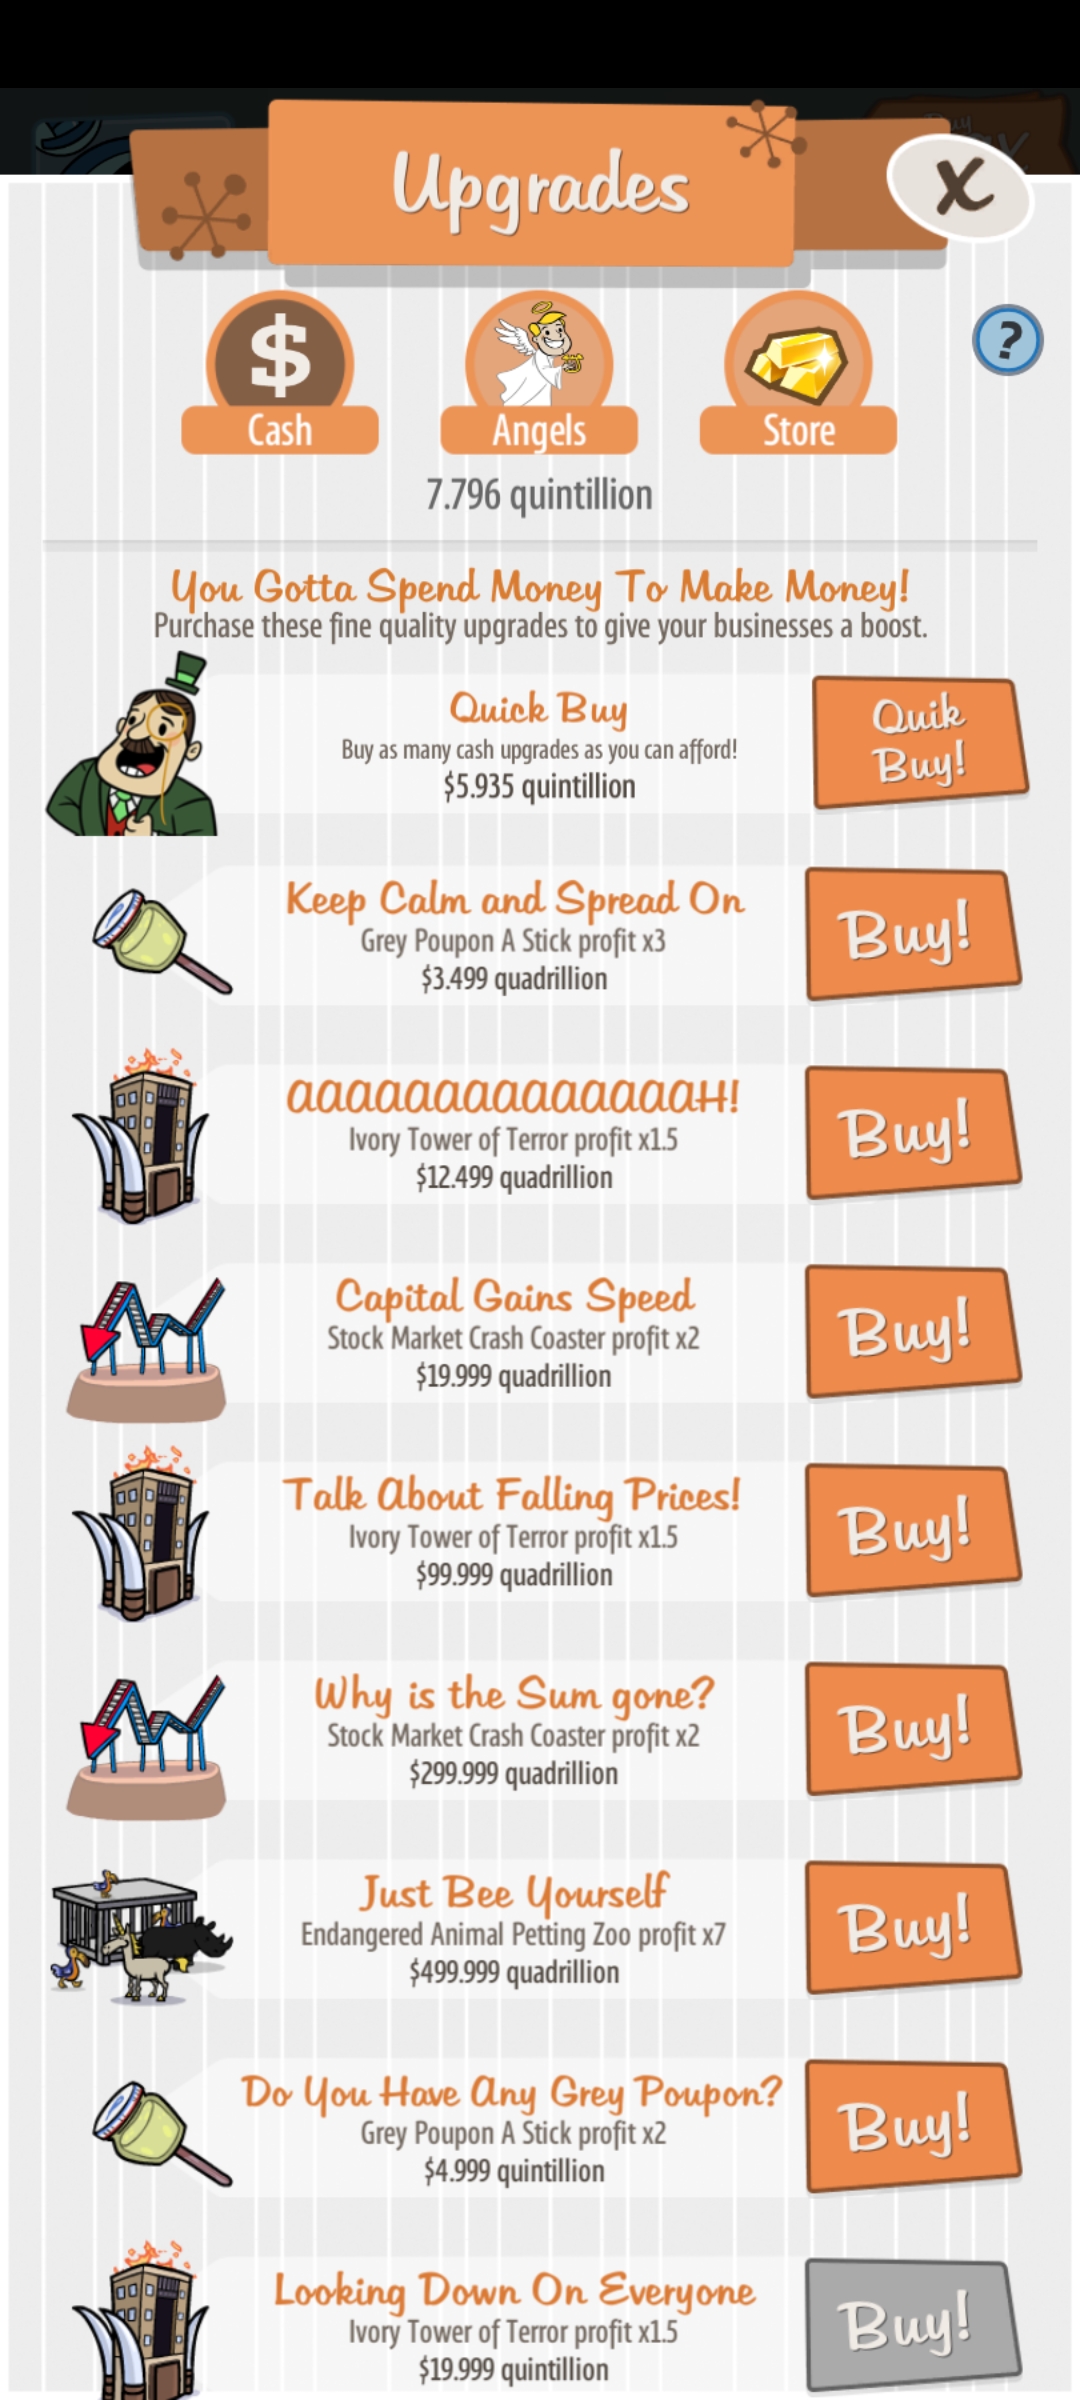 Buy
Upgrades
X
$
?
Cash
Angels
Store
7.796 quintillion
You Gotta Spend Money To Make Money!
Purchase these fine quality upgrades to give your businesses a boost.
Quick Buy
Buy as many cash upgrades as you can afford!
$5.935 quintillion
Quik
Buy!
Keep Calm and Spread On
Grey Poupon A Stick profit x3
$3.499 quadrillion
Buy!
AAAAAAAAAAAAAAH!
Ivory Tower of Terror profit x1.5
$12.499 quadrillion
Buy!
Capital Gains Speed
Stock Market Crash Coaster profit x2
$19.999 quadrillion
Buy!
Talk About Falling Prices!
Ivory Tower of Terror profit x1.5
$99.999 quadrillion
Buy!
Why is the Sum gone?
Stock Market Crash Coaster profit x2
$299.999 quadrillion
Buy!
Just Bee Yourself
Endangered Animal Petting Zoo profit x7
$499.999 quadrillion
Buy!
Do You Have Any Grey Poupon?
Grey Poupon A Stick profit x2
$4.999 quintillion
Buy!
Looking Down On Everyone
Ivory Tower of Terror profit x1.5
$19.999 quintillion
Buy!